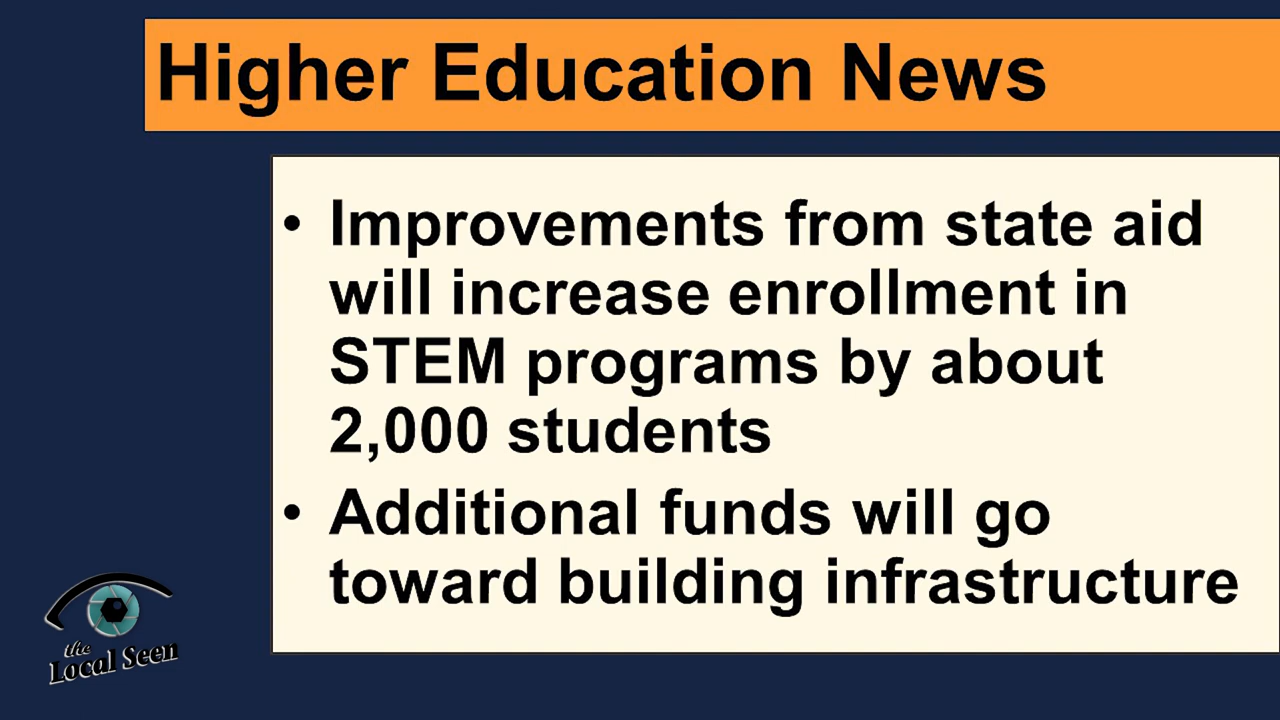 Higher Education News
• Improvements from state aid
will increase enrollment in
STEM programs by about
2,000 students
• Additional funds will go
toward building infrastructure
the
Local Seen